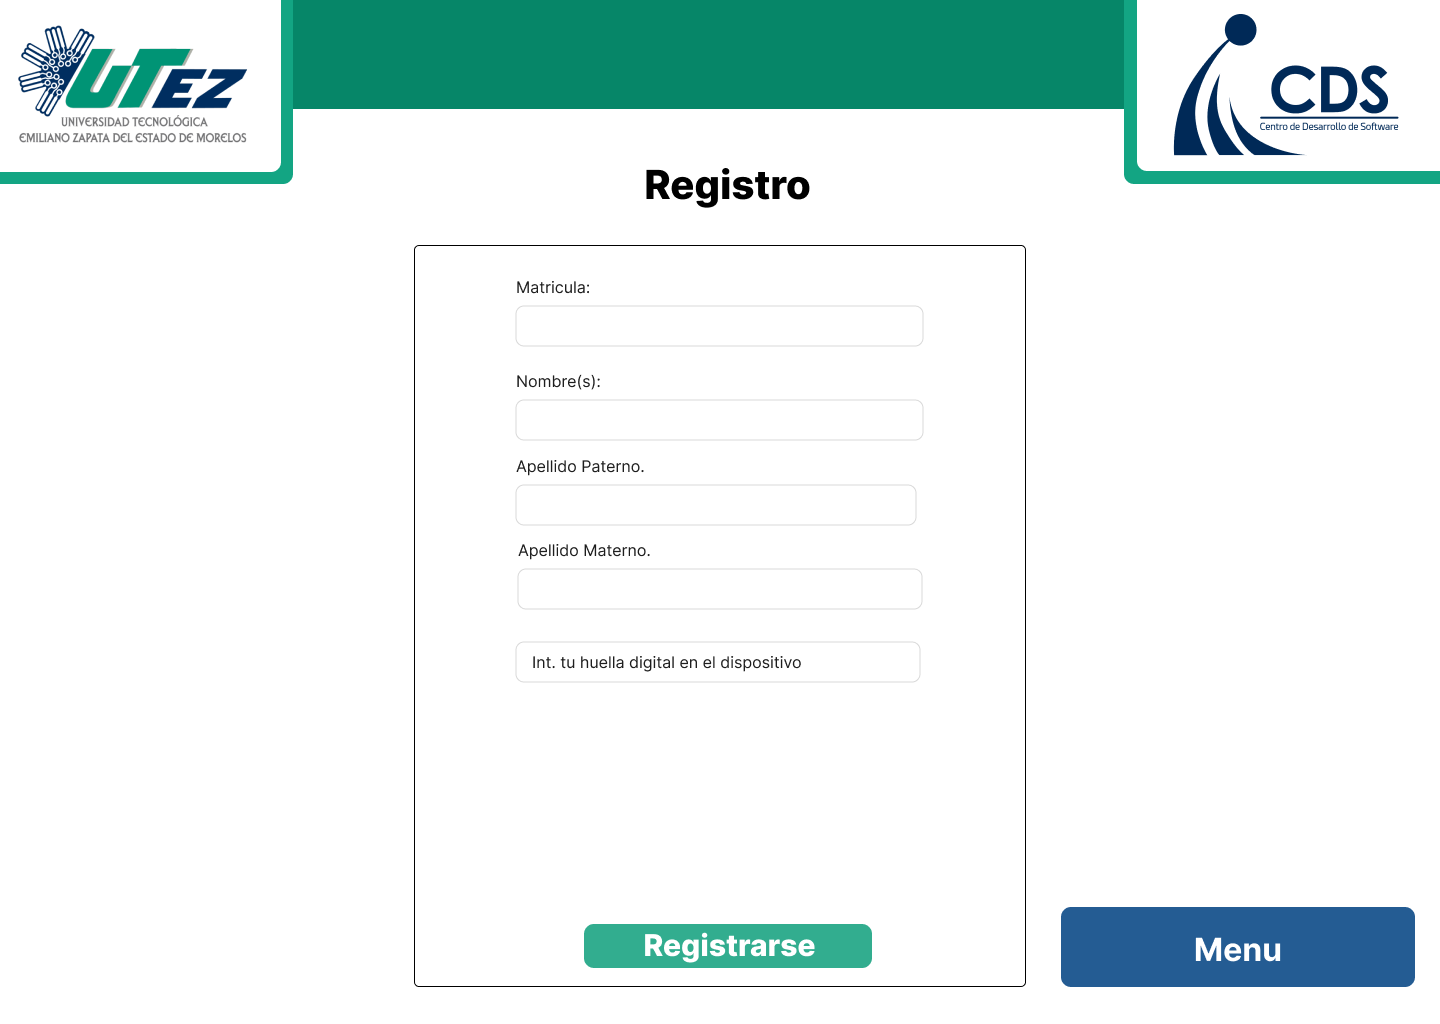 UTEZ
UNIVERSIDAD TECNOLÓGICA
EMILIANO ZAPATA DEL ESTADO DE MORELOS
CDS
Centro de Desarrollo de Software
Registro
Matricula:
Nombre(s):
Apellido Paterno.
Apellido Materno.
Int. tu huella digital en el dispositivo
Registrarse
Menu